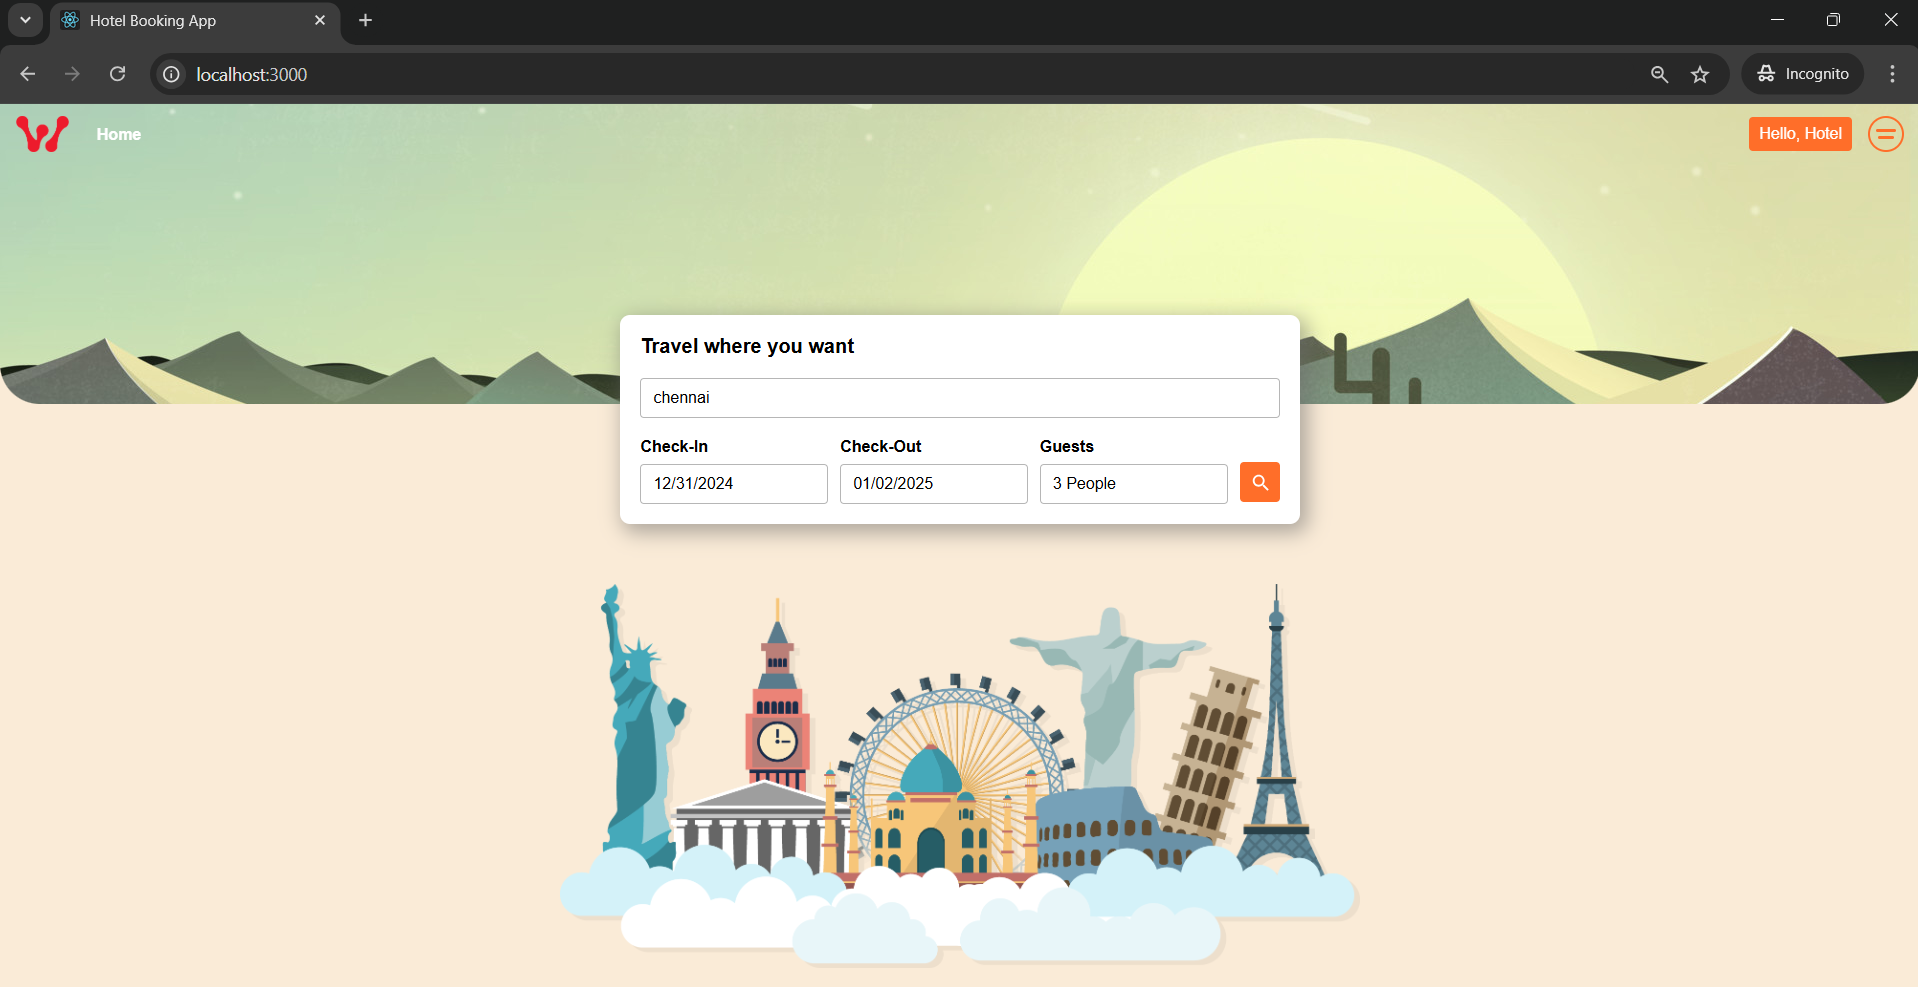 Hotel Booking App
localhost:3000
Incognito
Home
Hello, Hotel
Travel where you want
chennai
Check-In Check-Out Guests
12/31/2024 01/02/2025 3 People